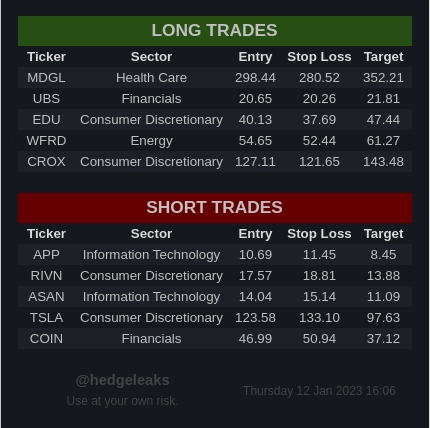 LONG TRADES
Ticker Sector Entry Stop Loss Target
MDGL Health Care 298.44 280.52 352.21
UBS Financials 20.65 20.26 21.81
EDU Consumer Discretionary 40.13 37.69 47.44
WFRD Energy 54.65 52.44 61.27
CROX Consumer Discretionary 127.11 121.65 143.48
SHORT TRADES
Ticker Sector Entry Stop Loss Target
APP Information Technology 10.69 11.45 8.45
RIVN Consumer Discretionary 17.57 18.81 13.88
ASAN Information Technology 14.04 15.14 11.09
TSLA Consumer Discretionary 123.58 133.10 97.63
COIN Financials 46.99 50.94 37.12
@hedgeleaks
Use at your own risk.
Thursday 12 Jan 2023 16:06